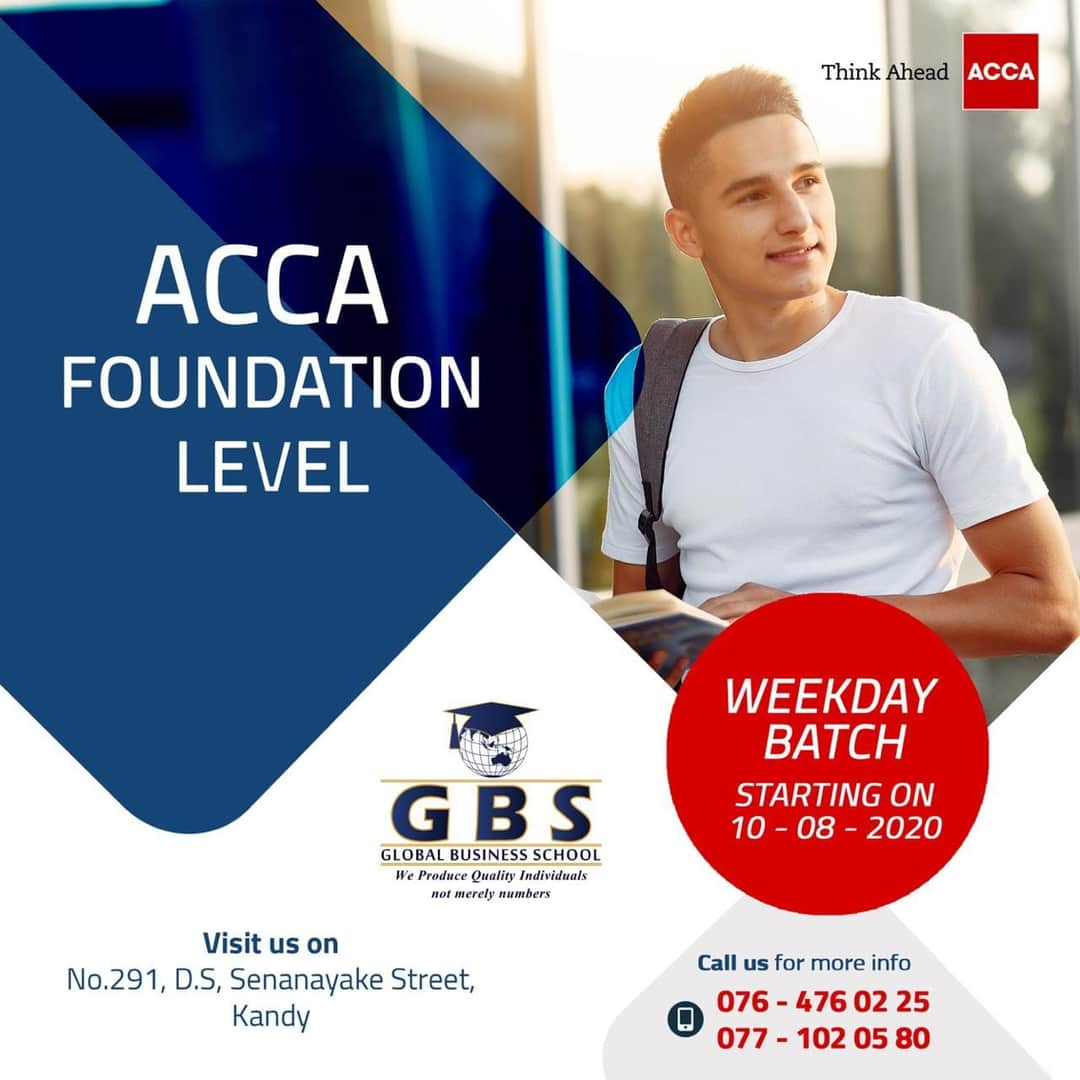 Think Ahead ACCA
ACCA
FOUNDATION
LEVEL
WEEKDAY
BATCH
STARTING ON
10 - 08 - 2020
G B S
GLOBAL BUSINESS SCHOOL
We Produce Quality Individuals
not merely numbers
Visit us on
No.291, D.S, Senanayake Street,
Kandy
Call us for more info
076 - 476 02 25
077 - 102 05 80